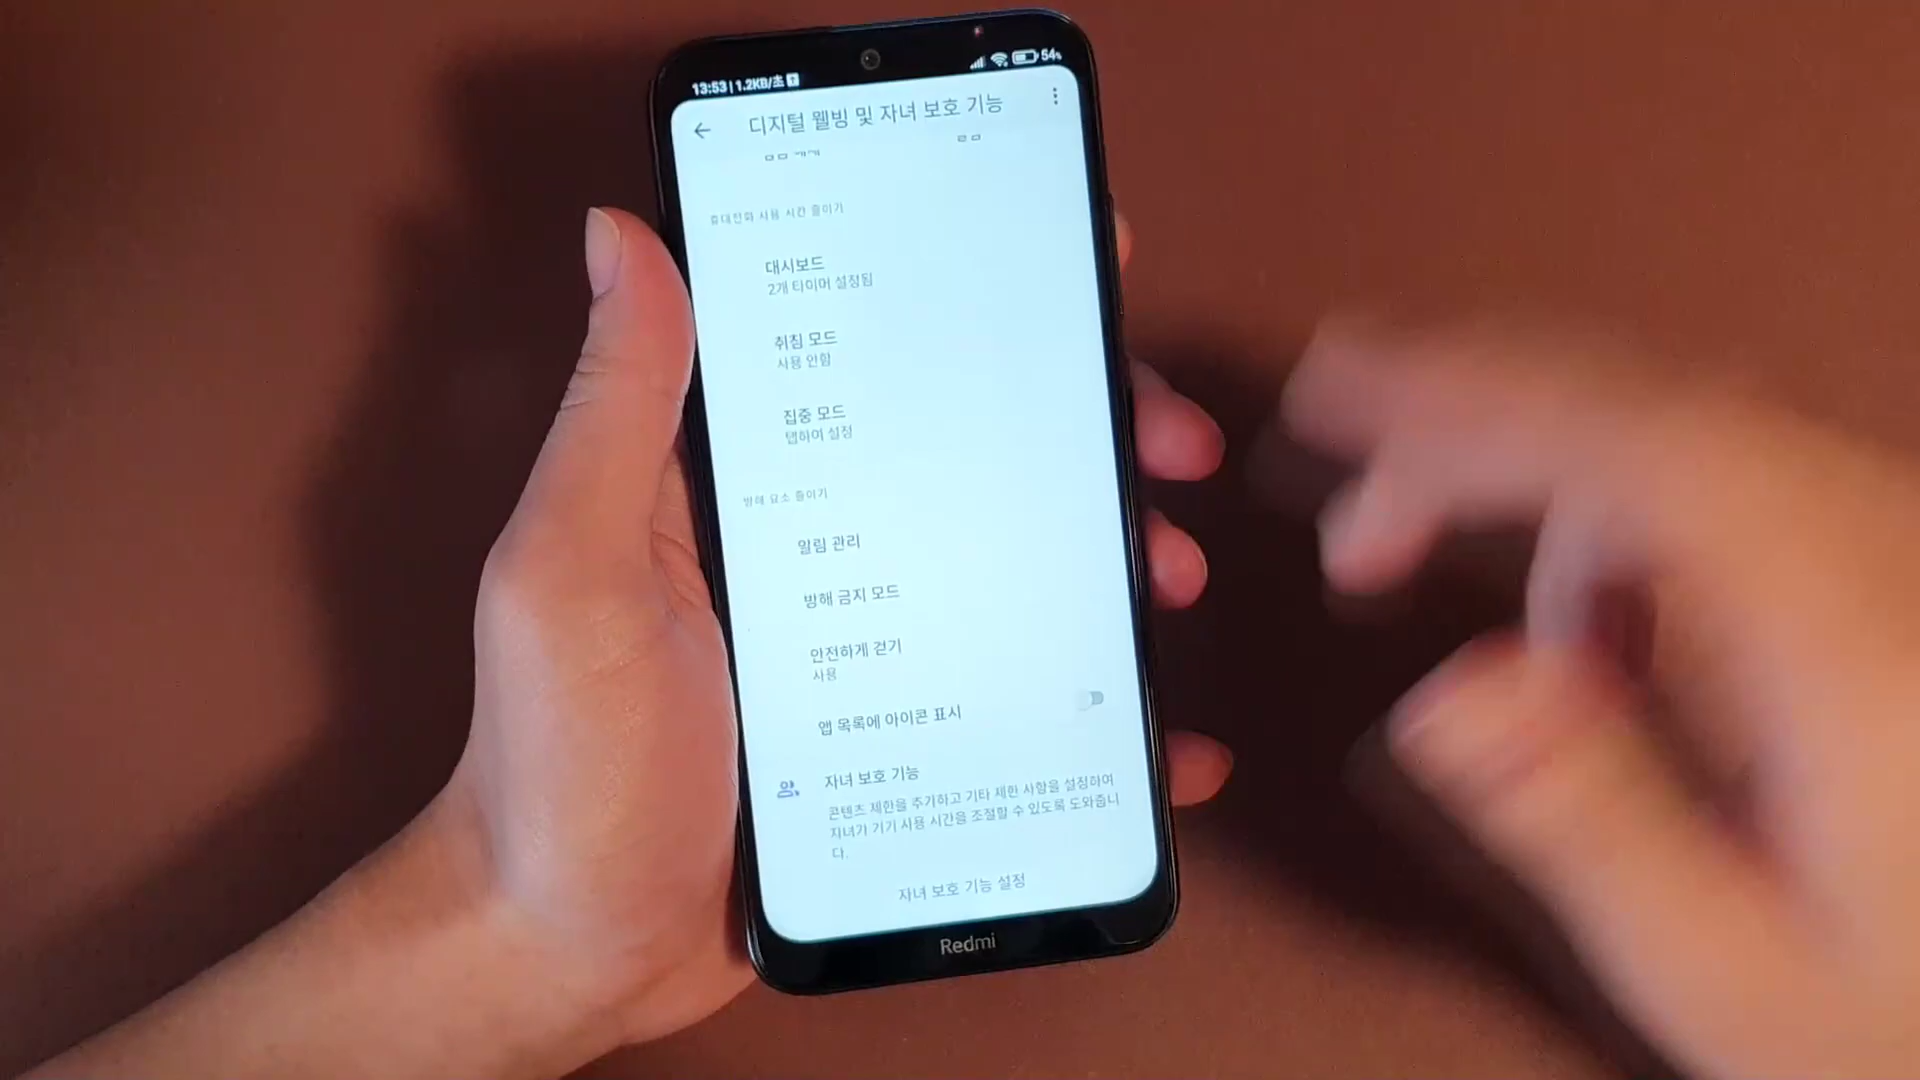 13:53 | 1.2KB/초
54%
디지털 웰빙 및 자녀 보호 기능
휴대전화 사용 시간 줄이기
대시보드
2개 타이머 설정됨
취침 모드
사용 안함
집중 모드
탭하여 설정
방해 요소 줄이기
알림 관리
방해 금지 모드
안전하게 걷기
사용
앱 목록에 아이콘 표시
자녀 보호 기능
콘텐츠 제한을 추가하고 기타 제한 사항을 설정하여
자녀가 기기 사용 시간을 조절할 수 있도록 도와줍니
다.
자녀 보호 기능 설정
Redmi